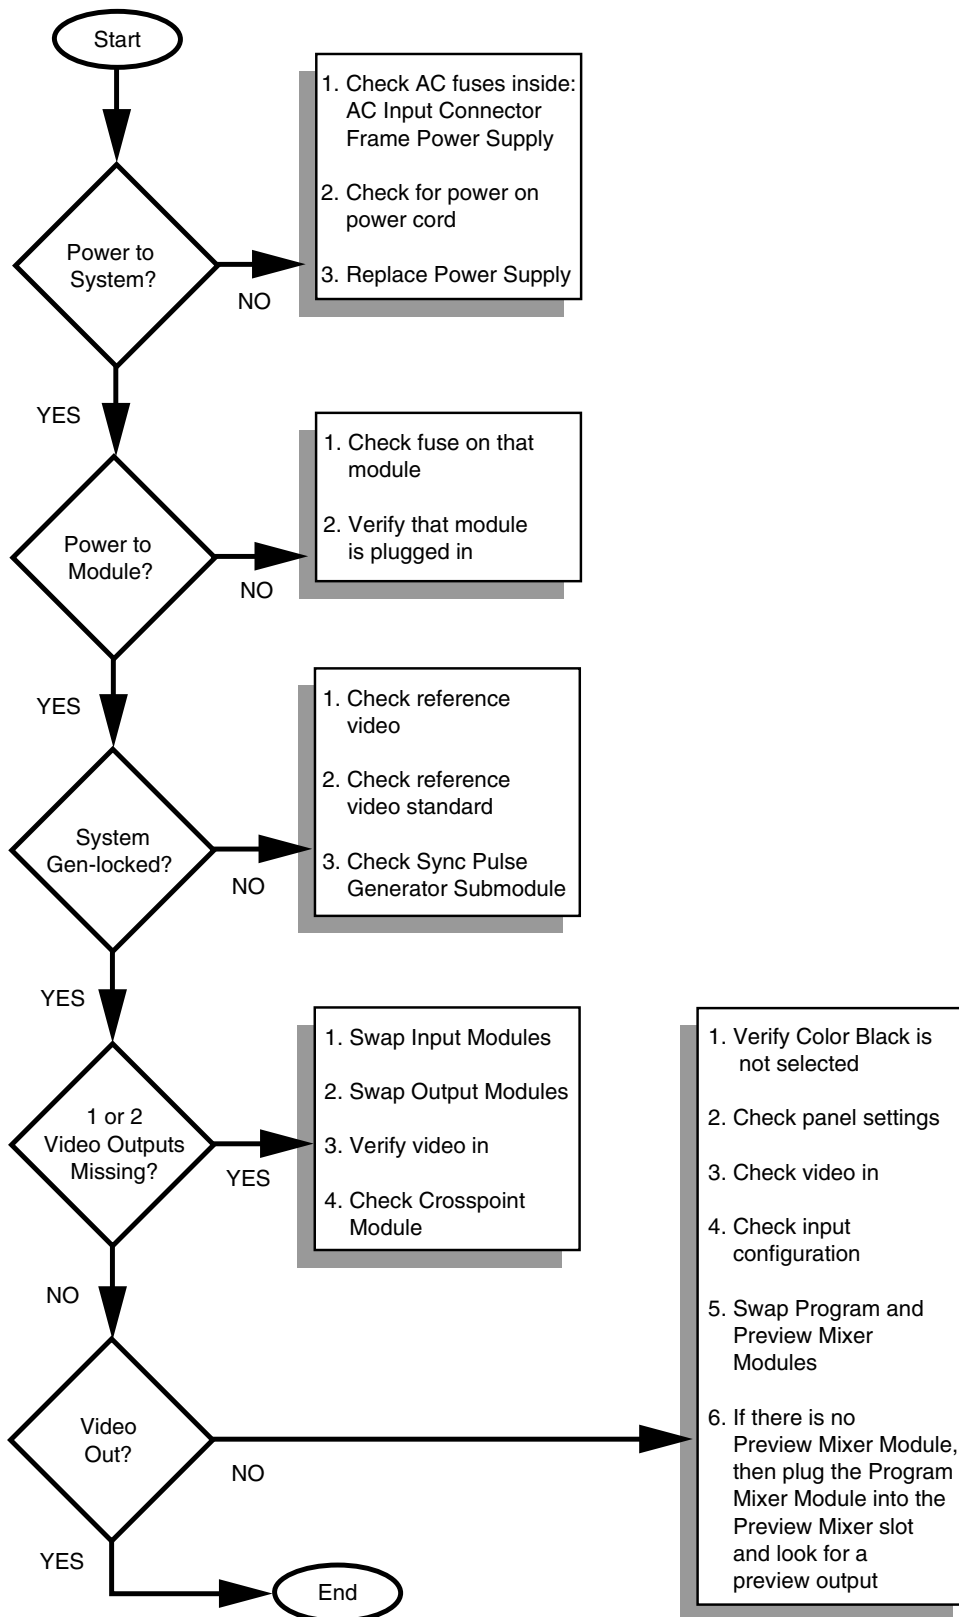 Start
1. Check AC fuses inside:
AC Input Connector
Frame Power Supply
2. Check for power on
power cord
3. Replace Power Supply
Power to
System?
NO
YES
1. Check fuse on that
module
2. Verify that module
is plugged in
Power to
Module?
NO
YES
1. Check reference
video
2. Check reference
video standard
3. Check Sync Pulse
Generator Submodule
System
Gen-locked?
NO
YES
1. Swap Input Modules
2. Swap Output Modules
3. Verify video in
4. Check Crosspoint
Module
1 or 2
Video Outputs
Missing?
YES
NO
1. Verify Color Black is
not selected
2. Check panel settings
3. Check video in
4. Check input
configuration
5. Swap Program and
Preview Mixer
Modules
6. If there is no
Preview Mixer Module,
then plug the Program
Mixer Module into the
Preview Mixer slot
and look for a
preview output
Video
Out?
NO
YES
End